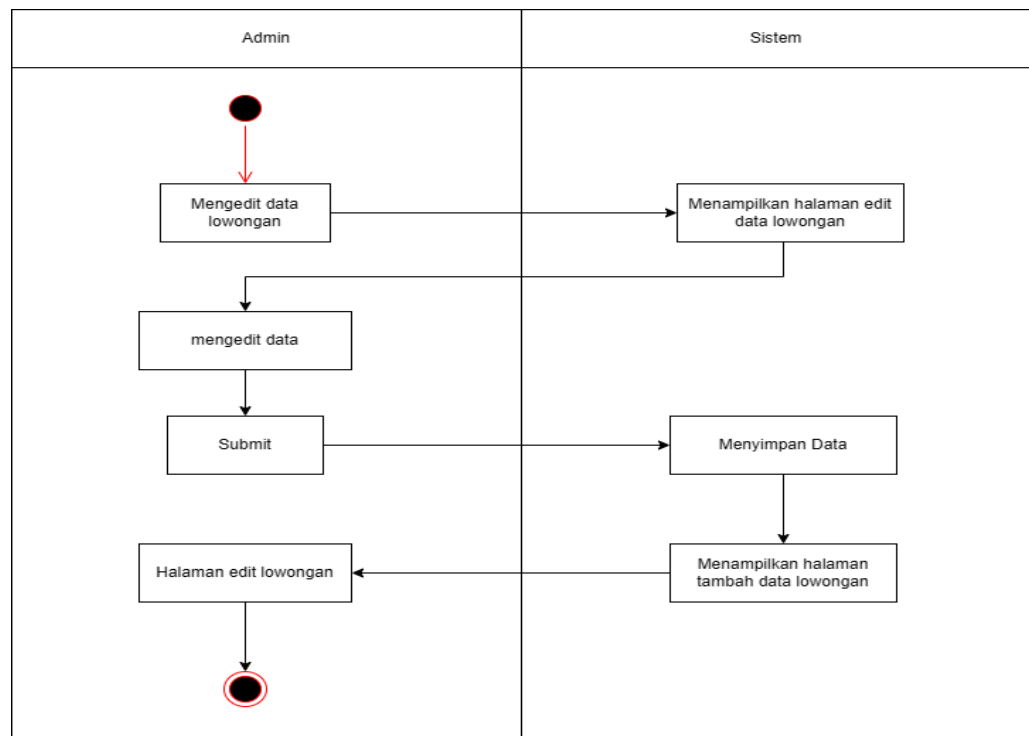 Admin
Sistem
Mengedit data
lowongan
Menampilkan halaman edit
data lowongan
mengedit data
Submit
Menyimpan Data
Halaman edit lowongan
Menampilkan halaman
tambah data lowongan